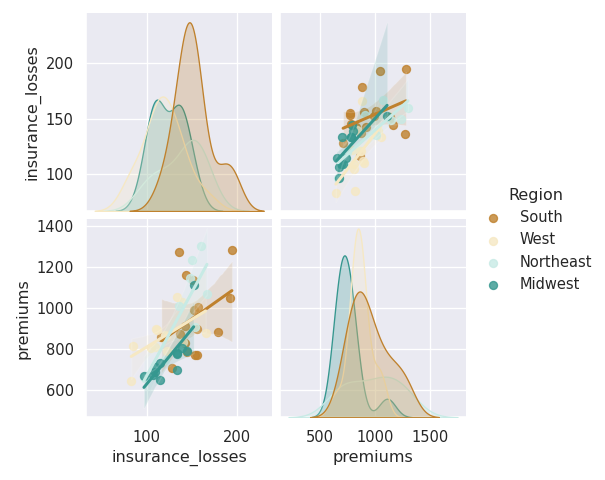 insurance_losses
200
150
100
premiums
1400
1200
1000
800
600
100 200
insurance_losses
500 1000 1500
premiums
Region
South
West
Northeast
Midwest